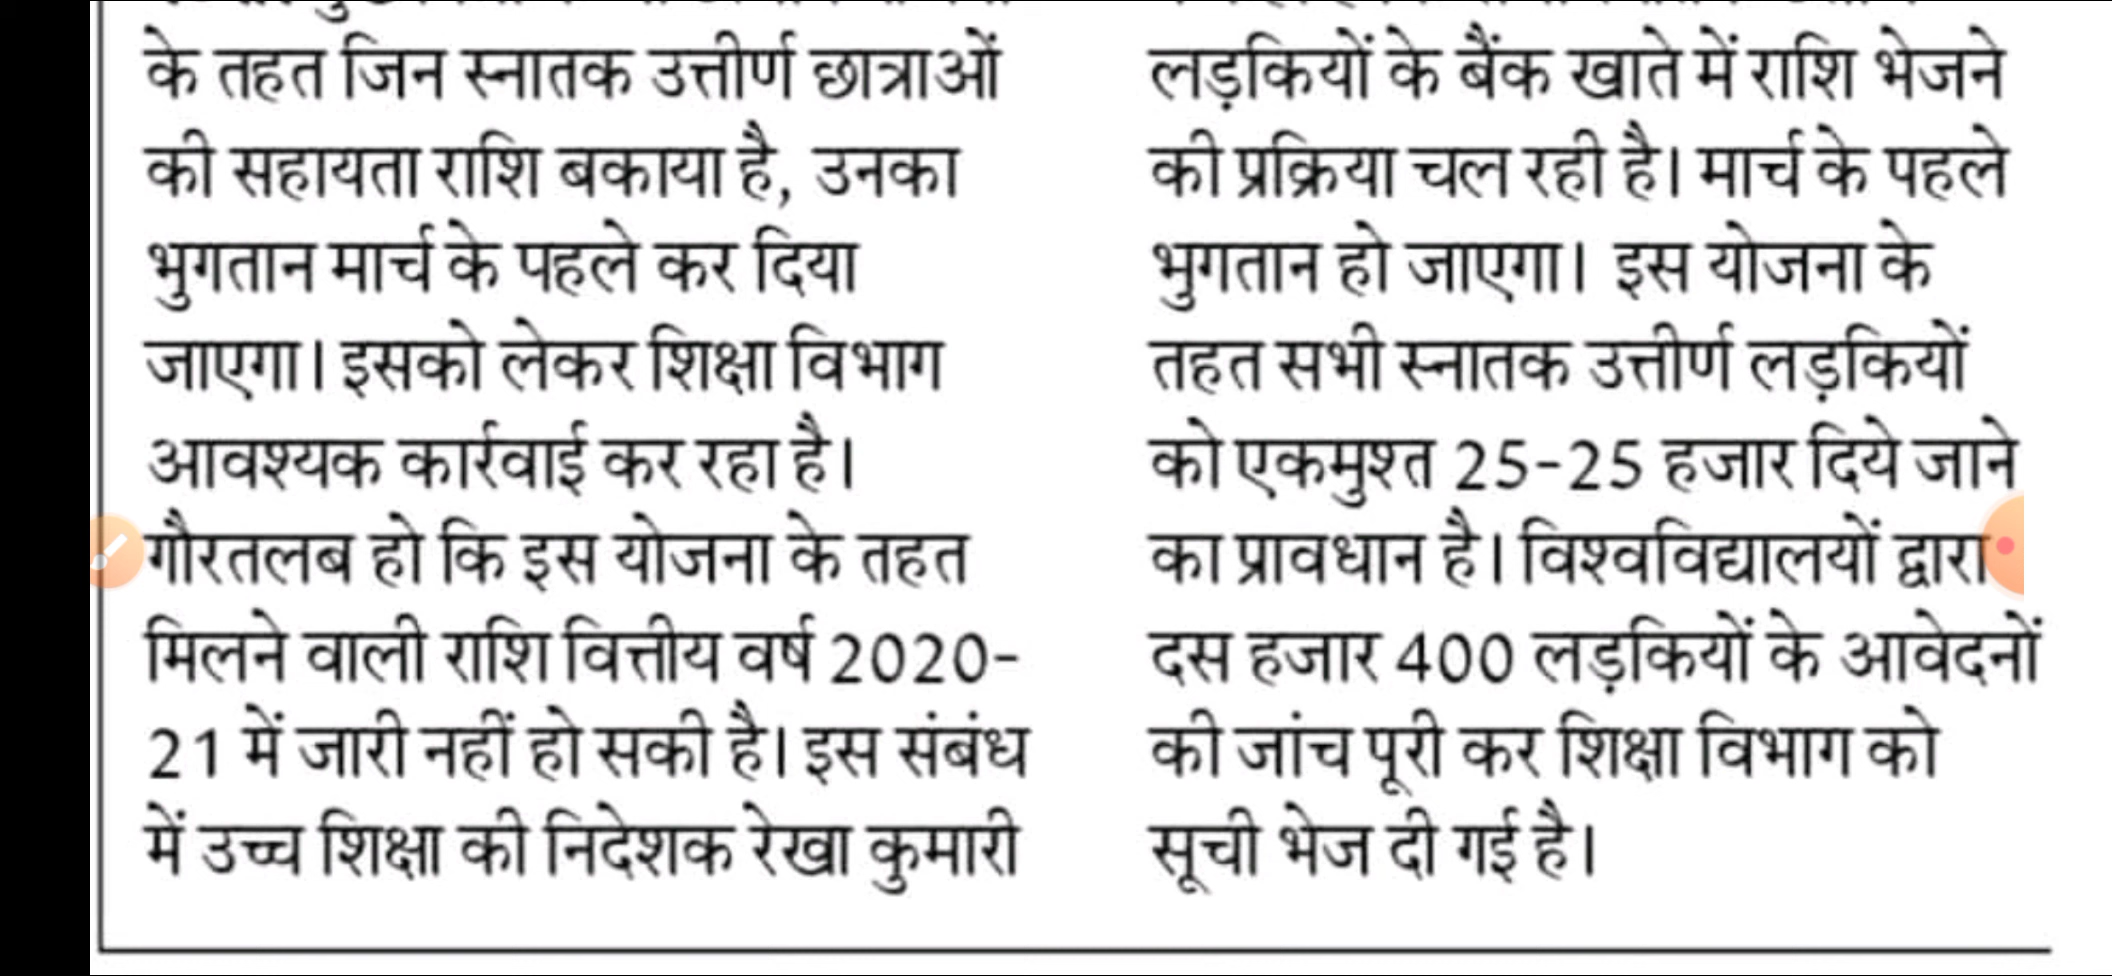 के तहत जिन स्नातक उत्तीर्ण छात्राओं
की सहायता राशि बकाया है, उनका
भुगतान मार्च के पहले कर दिया
जाएगा। इसको लेकर शिक्षा विभाग
आवश्यक कार्रवाई कर रहा है।
गौरतलब हो कि इस योजना के तहत
मिलने वाली राशि वित्तीय वर्ष 2020-
21 में जारी नहीं हो सकी है। इस संबंध
में उच्च शिक्षा की निदेशक रेखा कुमारी
लड़कियों के बैंक खाते में राशि भेजने
की प्रक्रिया चल रही है। मार्च के पहले
भुगतान हो जाएगा। इस योजना के
तहत सभी स्नातक उत्तीर्ण लड़कियों
को एकमुश्त 25-25 हजार दिये जाने
का प्रावधान है। विश्वविद्यालयों द्वारा
दस हजार 400 लड़कियों के आवेदनों
की जांच पूरी कर शिक्षा विभाग को
सूची भेज दी गई है।